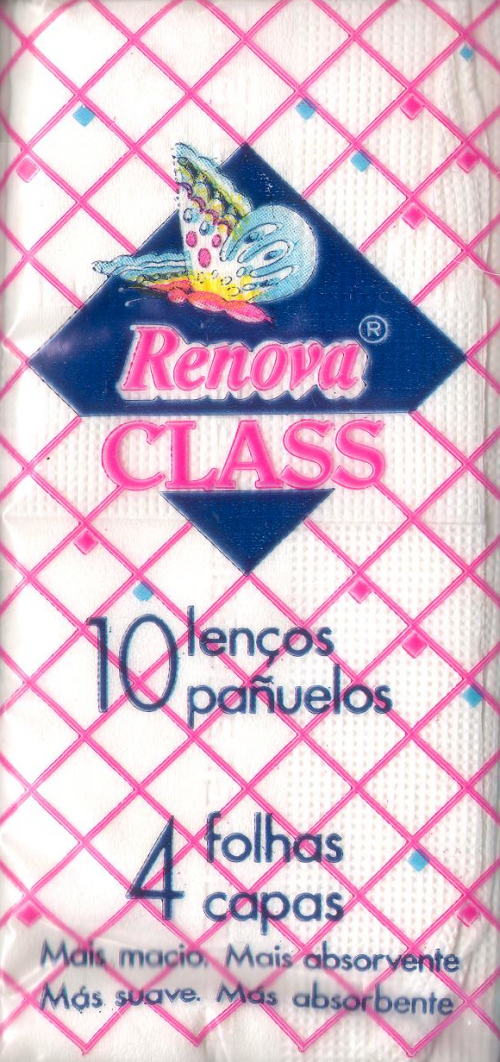 Renova ®
CLASS
10 lenços
pañuelos
4 folhas
capas
Mais macio. Mais absorvente
Más suave. Más absorbente